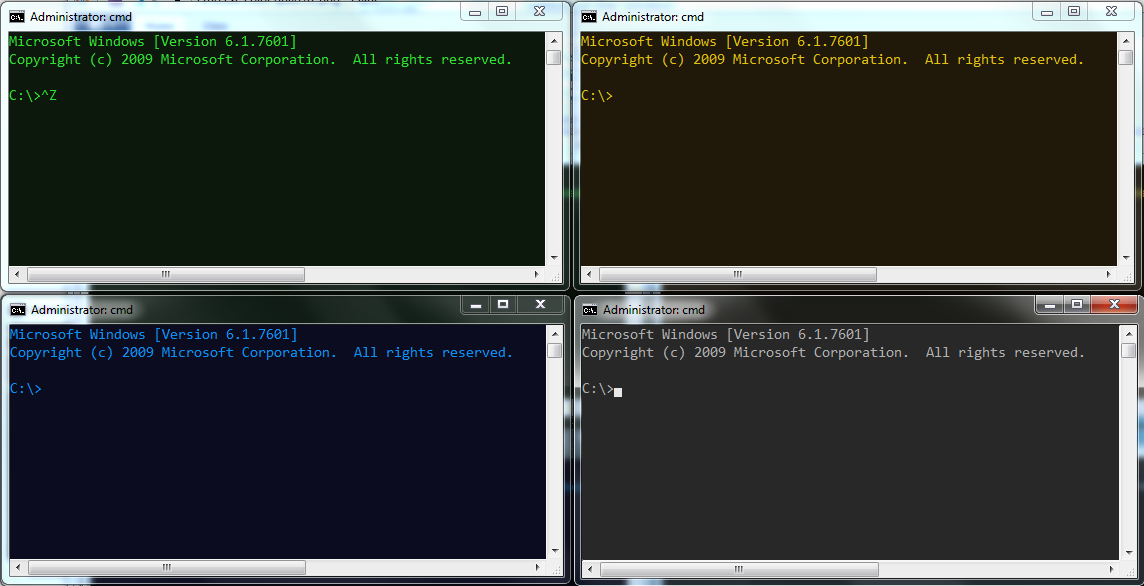 Administrator: cmd
Microsoft Windows [Version 6.1.7601]
Copyright (c) 2009 Microsoft Corporation.  All rights reserved.
C:\>^Z
Administrator: cmd
Microsoft Windows [Version 6.1.7601]
Copyright (c) 2009 Microsoft Corporation.  All rights reserved.
C:\>
Administrator: cmd
Microsoft Windows [Version 6.1.7601]
Copyright (c) 2009 Microsoft Corporation.  All rights reserved.
C:\>
Administrator: cmd
Microsoft Windows [Version 6.1.7601]
Copyright (c) 2009 Microsoft Corporation.  All rights reserved.
C:\>